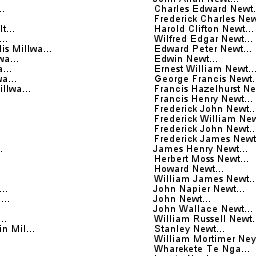 Charles Edward Newt...
Frederick Charles New
lt... Harold Clifton Newt...
... Wilfred Edgar Newt...
lis Millwa... Edward Peter Newt...
wa... Edwin Newt...
a... Ernest William Newt...
wa... George Francis Newt.
illwa... Francis Hazelhurst Ne
Francis Henry Newt...
Frederick John Newt..
Frederick William New
Frederick John Newt..
Frederick James Newt
James Henry Newt...
Herbert Moss Newt...
Howard Newt...
William James Newt..
... John Napier Newt...
... John Newt...
John Wallace Newt...
... William Russell Newt.
in Mil... Stanley Newt...
William Mortimer Ney
Wharekete Te Nga...